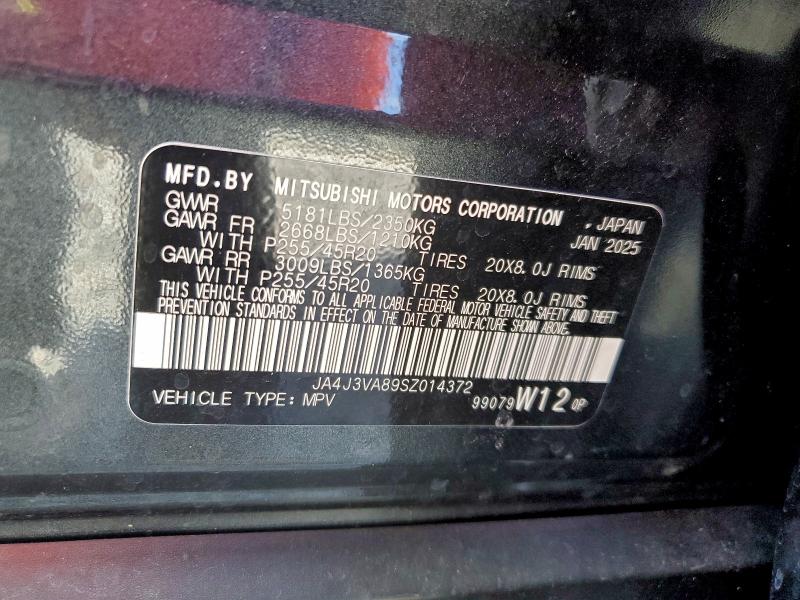 MFD.BY MITSUBISHI MOTORS CORPORATION , JAPAN
GWWR 5181LBS/2350KG JAN 2025
GAWR FR 2668LBS/1210KG
WITH P255/45R20 TIRES 20X8.0J RIMS
GAWR RR 3009LBS/1365KG
WITH P255/45R20 TIRES 20X8.0J RIMS
THIS VEHICLE CONFORMS TO ALL APPLICABLE FEDERAL MOTOR VEHICLE SAFETY AND THEFT
PREVENTION STANDARDS IN EFFECT ON THE DATE OF MANUFACTURE SHOWN ABOVE.
JA4J3VA89SZ014372
VEHICLE TYPE: MPV 99079 W12 0P